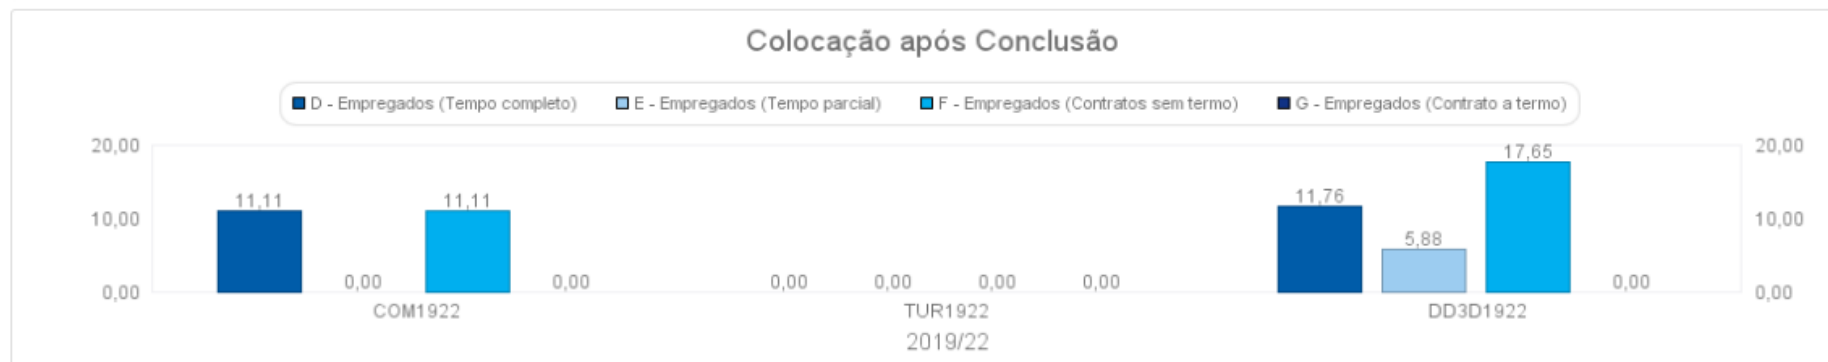 Colocação após Conclusão
D - Empregados (Tempo completo) E - Empregados (Tempo parcial) F - Empregados (Contratos sem termo) G - Empregados (Contrato a termo)
20,00 17,65 20,00
11,11 11,11 11,76
10,00 5,88 10,00
0,00 0,00 0,00 0,00 0,00 0,00 0,00
0,00 0,00
COM1922 TUR1922 DD3D1922
2019/22